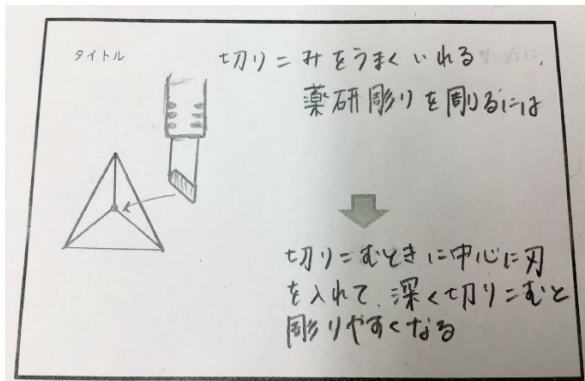 タイトル
切りこみをうまくいれる
薬研彫りを彫るには
切りこむときに中心に刃
を入れて、深く切りこむと
彫りやすくなる